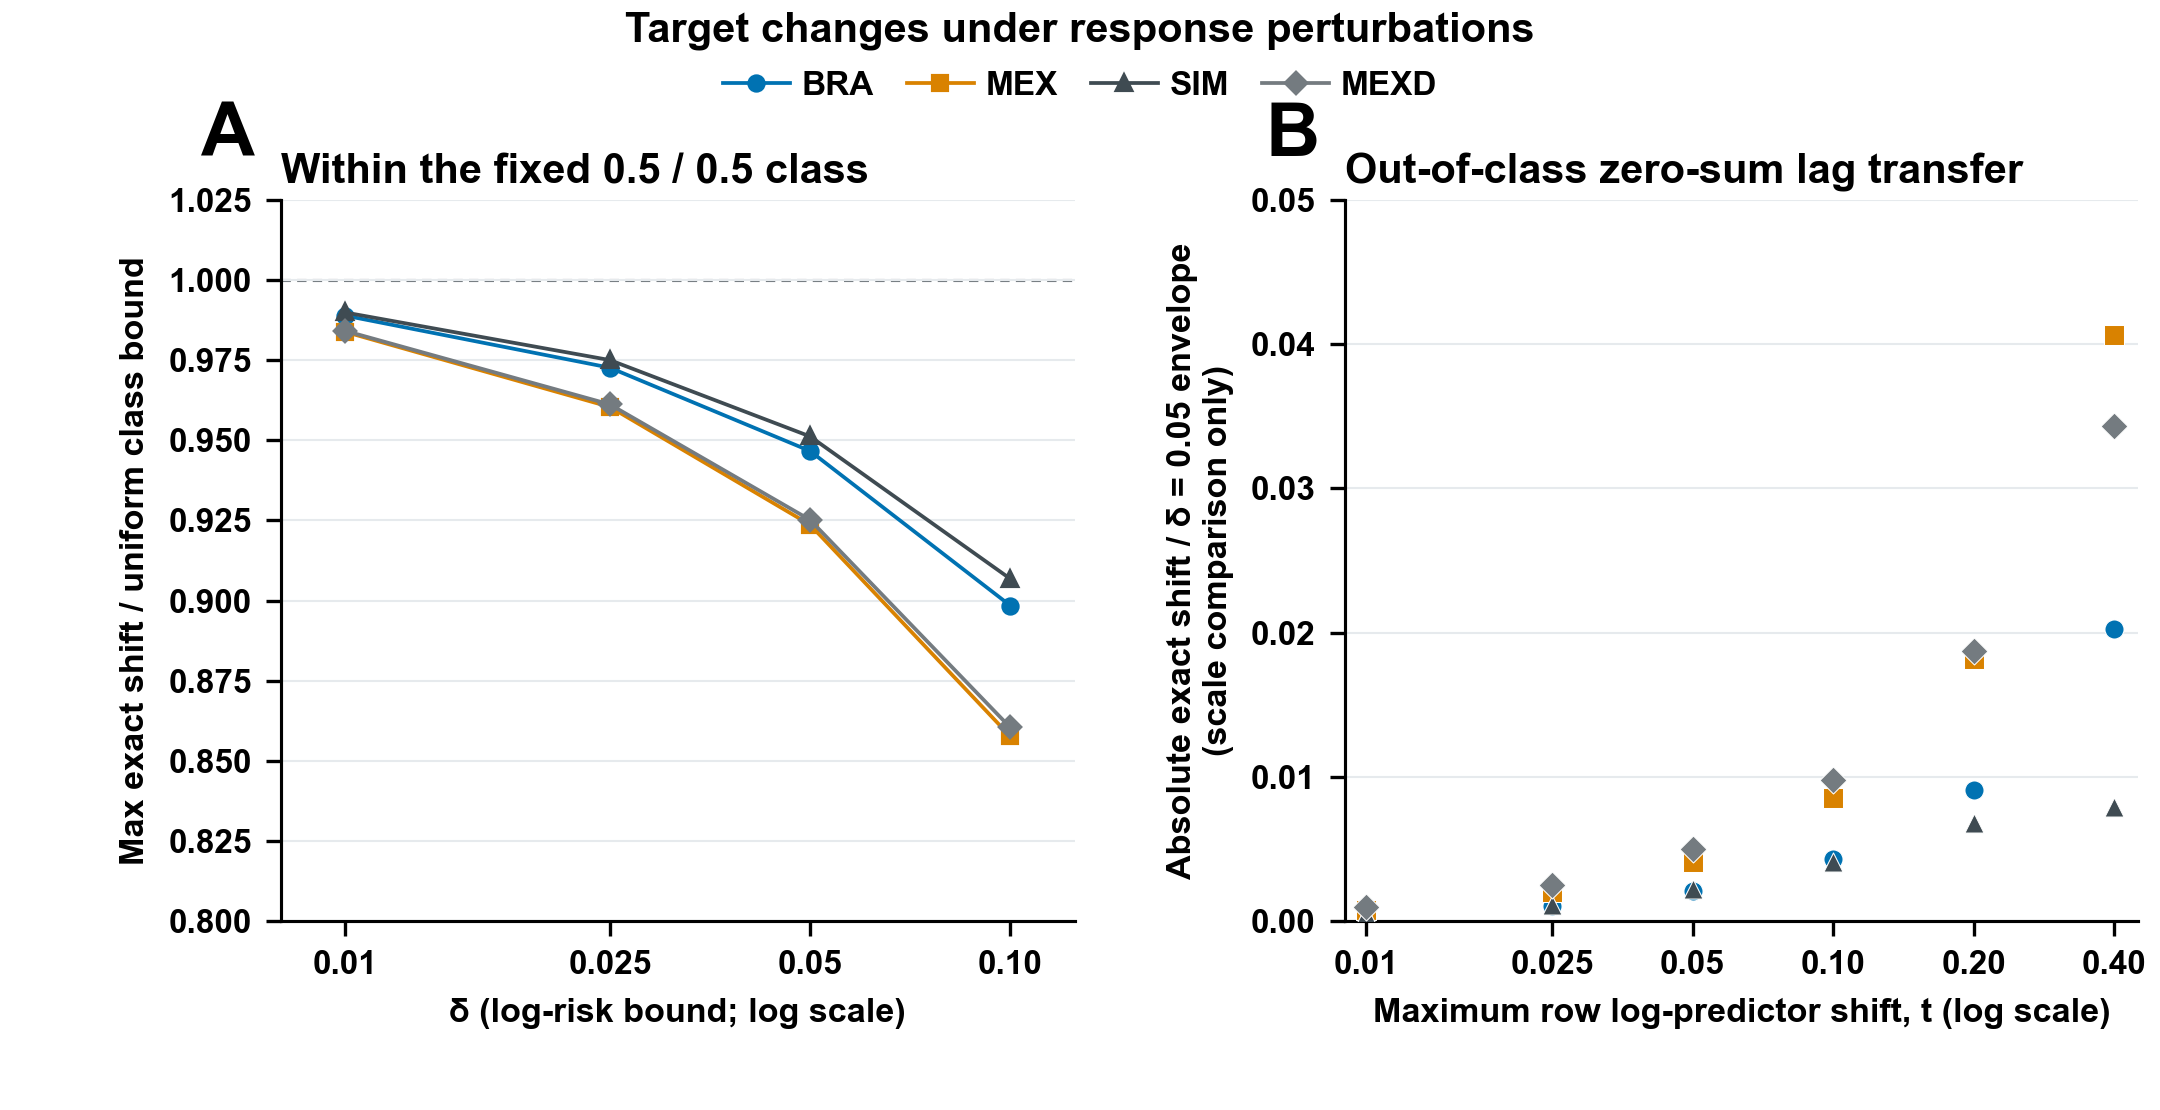 Target changes under response perturbations
BRA MEX SIM MEXD
A
Within the fixed 0.5 / 0.5 class
Max exact shift / uniform class bound
1.025
1.000
0.975
0.950
0.925
0.900
0.875
0.850
0.825
0.800
0.01 0.025 0.05 0.10
δ (log-risk bound; log scale)
B
Out-of-class zero-sum lag transfer
Absolute exact shift / δ = 0.05 envelope
(scale comparison only)
0.05
0.04
0.03
0.02
0.01
0.00
0.01 0.025 0.05 0.10 0.20 0.40
Maximum row log-predictor shift, t (log scale)